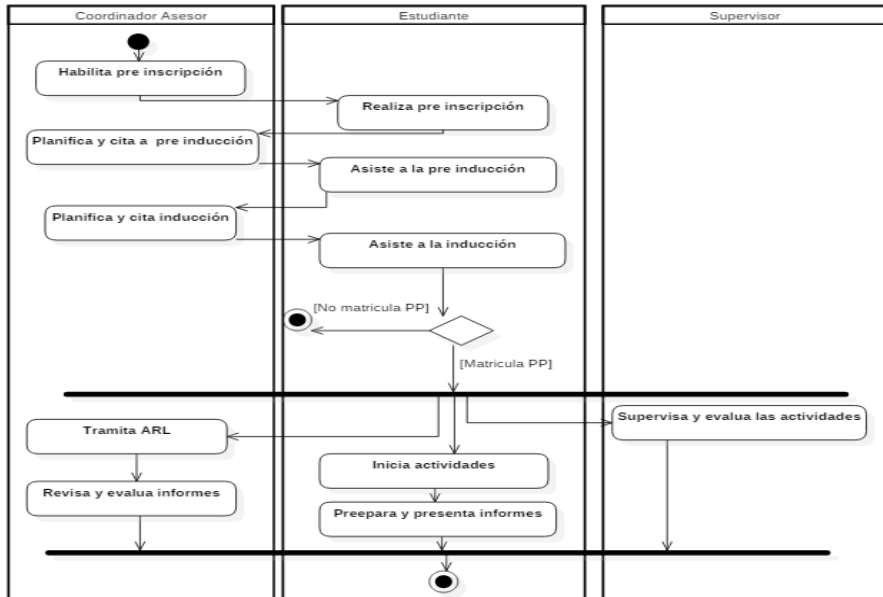 Coordinador Asesor
Estudiante
Supervisor
Habilita pre inscripción
Realiza pre inscripción
Planifica y cita a pre inducción
Asiste a la pre inducción
Planifica y cita inducción
Asiste a la inducción
[No matricula PP]
[Matricula PP]
Tramita ARL
Supervisa y evalua las actividades
Inicia actividades
Revisa y evalua informes
Preepara y presenta informes